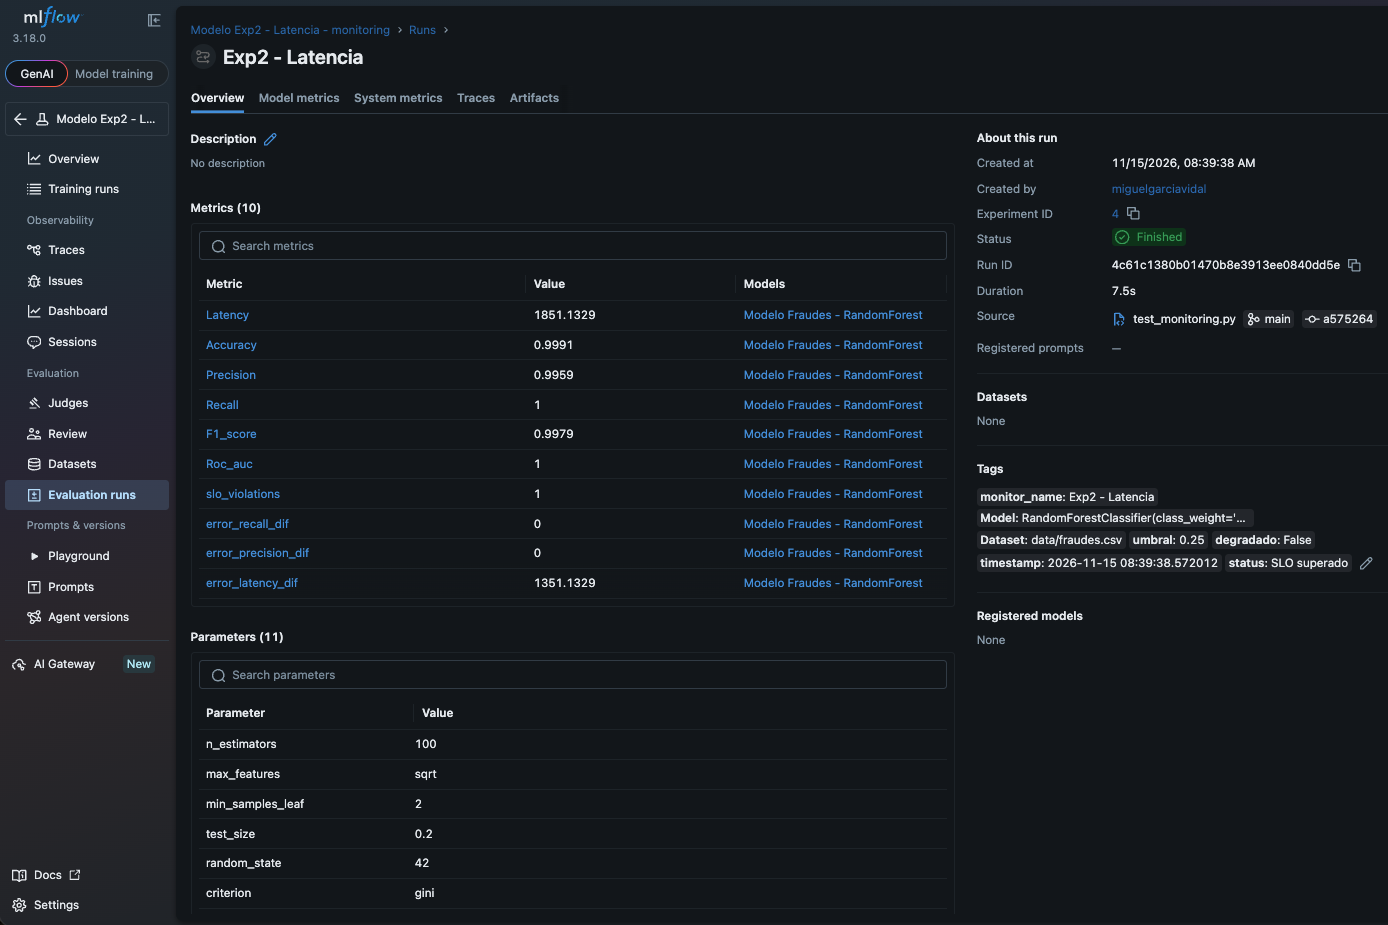 mlflow
3.18.0
GenAI
Model training
Modelo Exp2 - L...
Overview
Training runs
Observability
Traces
Issues
Dashboard
Sessions
Evaluation
Judges
Review
Datasets
Evaluation runs
Prompts & versions
Playground
Prompts
Agent versions
AI Gateway New
Docs
Settings
Modelo Exp2 - Latencia - monitoring > Runs >
Exp2 - Latencia
Overview Model metrics System metrics Traces Artifacts
Description
No description
Metrics (10)
Search metrics
Metric Value Models
Latency 1851.1329 Modelo Fraudes - RandomForest
Accuracy 0.9991 Modelo Fraudes - RandomForest
Precision 0.9959 Modelo Fraudes - RandomForest
Recall 1 Modelo Fraudes - RandomForest
F1_score 0.9979 Modelo Fraudes - RandomForest
Roc_auc 1 Modelo Fraudes - RandomForest
slo_violations 1 Modelo Fraudes - RandomForest
error_recall_dif 0 Modelo Fraudes - RandomForest
error_precision_dif 0 Modelo Fraudes - RandomForest
error_latency_dif 1351.1329 Modelo Fraudes - RandomForest
Parameters (11)
Search parameters
Parameter Value
n_estimators 100
max_features sqrt
min_samples_leaf 2
test_size 0.2
random_state 42
criterion gini
About this run
Created at 11/15/2026, 08:39:38 AM
Created by miguelgarciavidal
Experiment ID 4
Status Finished
Run ID 4c61c1380b01470b8e3913ee0840dd5e
Duration 7.5s
Source test_monitoring.py main a575264
Registered prompts —
Datasets
None
Tags
monitor_name: Exp2 - Latencia
Model: RandomForestClassifier(class_weight='...
Dataset: data/fraudes.csv umbral: 0.25 degradado: False
timestamp: 2026-11-15 08:39:38.572012 status: SLO superado
Registered models
None